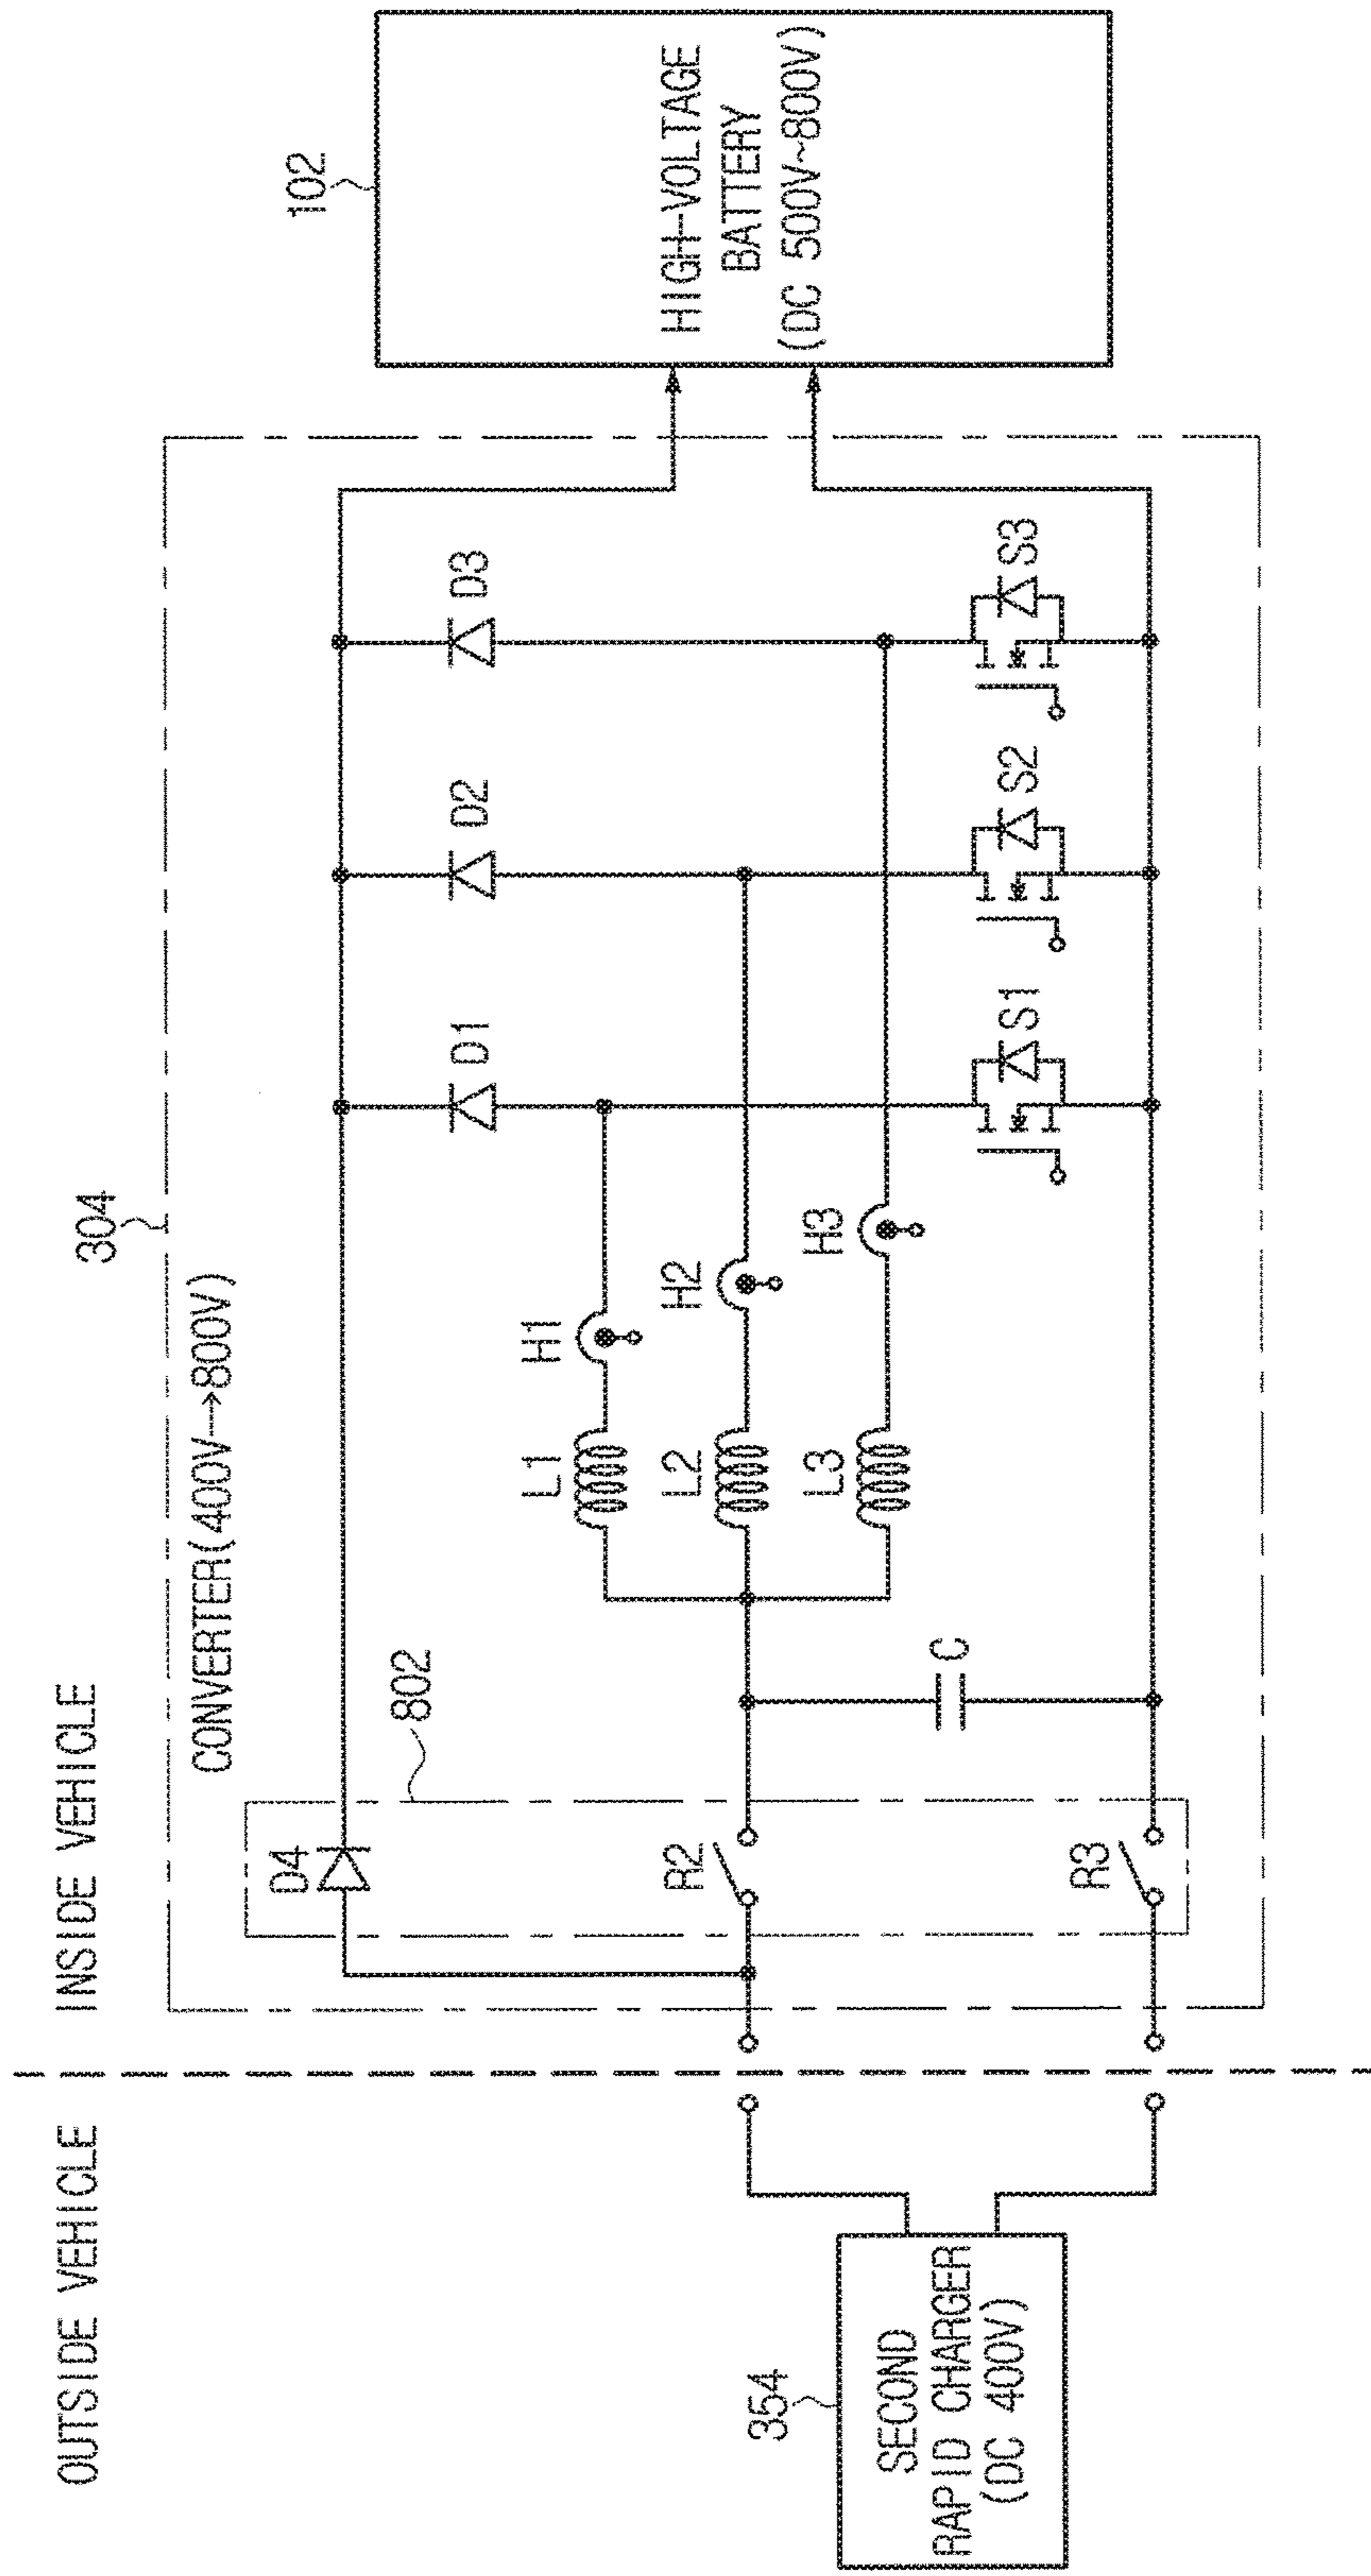 OUTSIDE VEHICLE
INSIDE VEHICLE
304
CONVERTER(400V→800V)
802
D4
R2
R3
C
L1
L2
L3
H1
H2
H3
D1
D2
D3
S1
S2
S3
354
SECOND
RAPID CHARGER
(DC 400V)
102
HIGH-VOLTAGE
BATTERY
(DC 500V~800V)